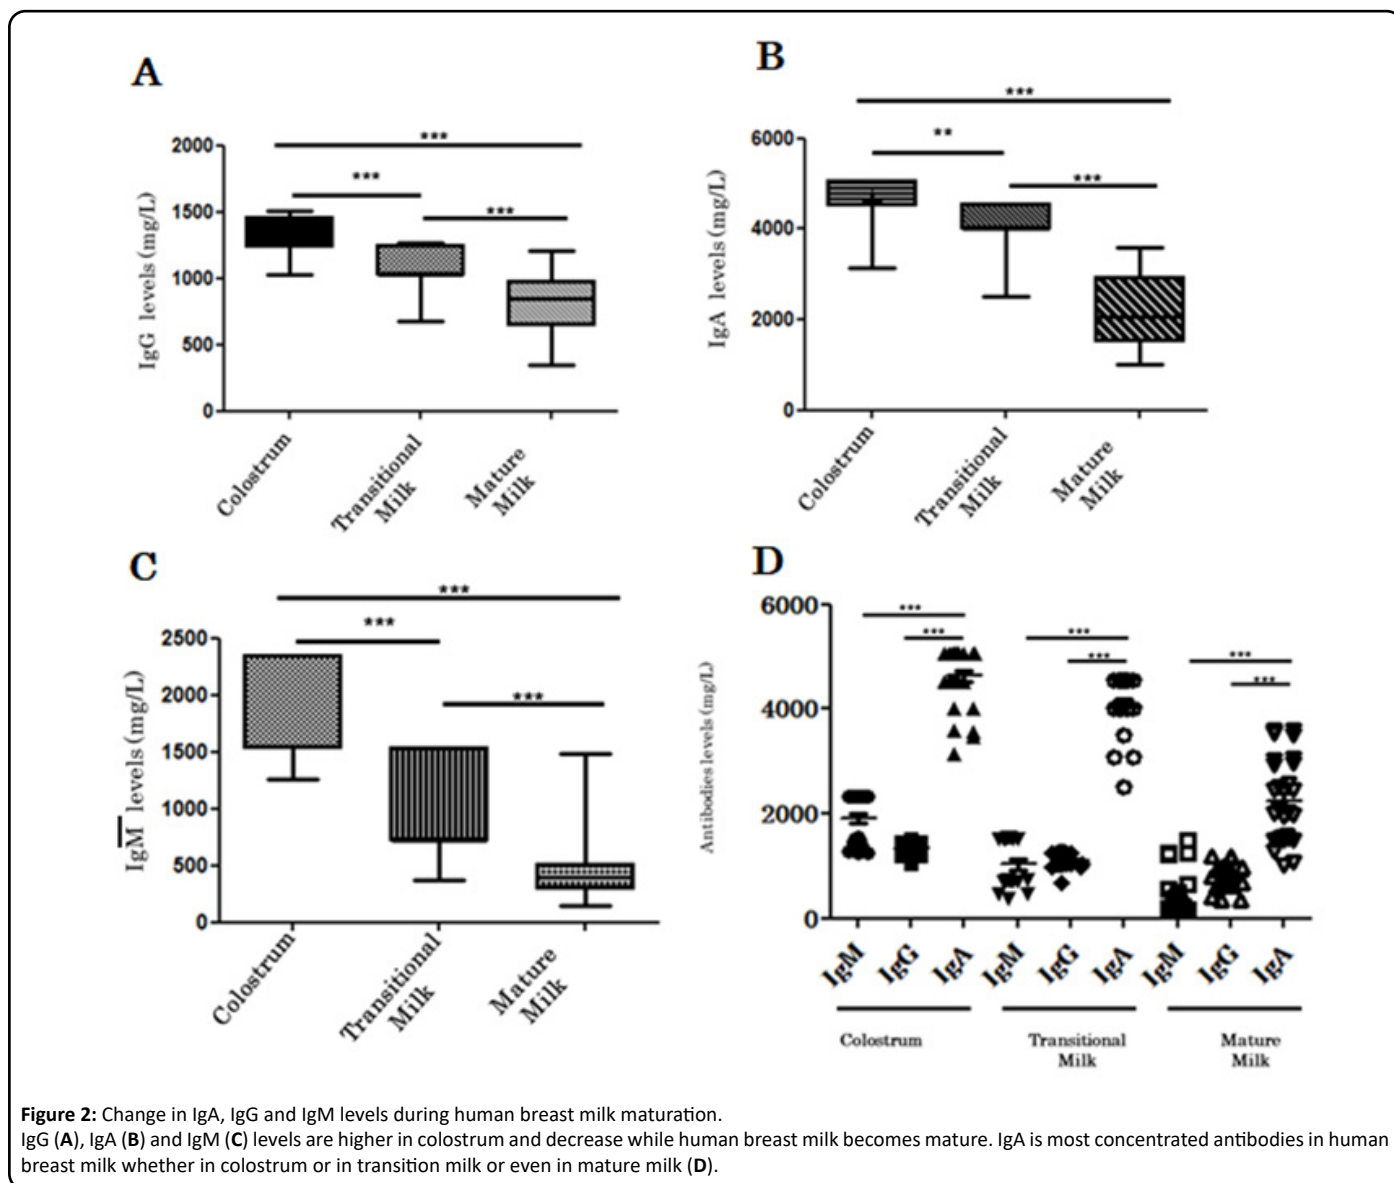 A
2000
1500
1000
500
0
IgG levels (mg/L)
***
***
***
Colostrum
Transitional
Milk
Mature
Milk
B
6000
4000
2000
0
IgA levels (mg/L)
***
**
***
Colostrum
Transitional
Milk
Mature
Milk
C
2500
2000
1500
1000
500
0
IgM levels (mg/L)
***
***
***
Colostrum
Transitional
Milk
Mature
Milk
D
6000
4000
2000
0
Antibodies levels (mg/L)
***
***
***
***
***
***
IgM
IgG
IgA
IgM
IgG
IgA
IgM
IgG
IgA
Colostrum
Transitional
Milk
Mature
Milk
Figure 2: Change in IgA, IgG and IgM levels during human breast milk maturation.
IgG (A), IgA (B) and IgM (C) levels are higher in colostrum and decrease while human breast milk becomes mature. IgA is most concentrated antibodies in human
breast milk whether in colostrum or in transition milk or even in mature milk (D).